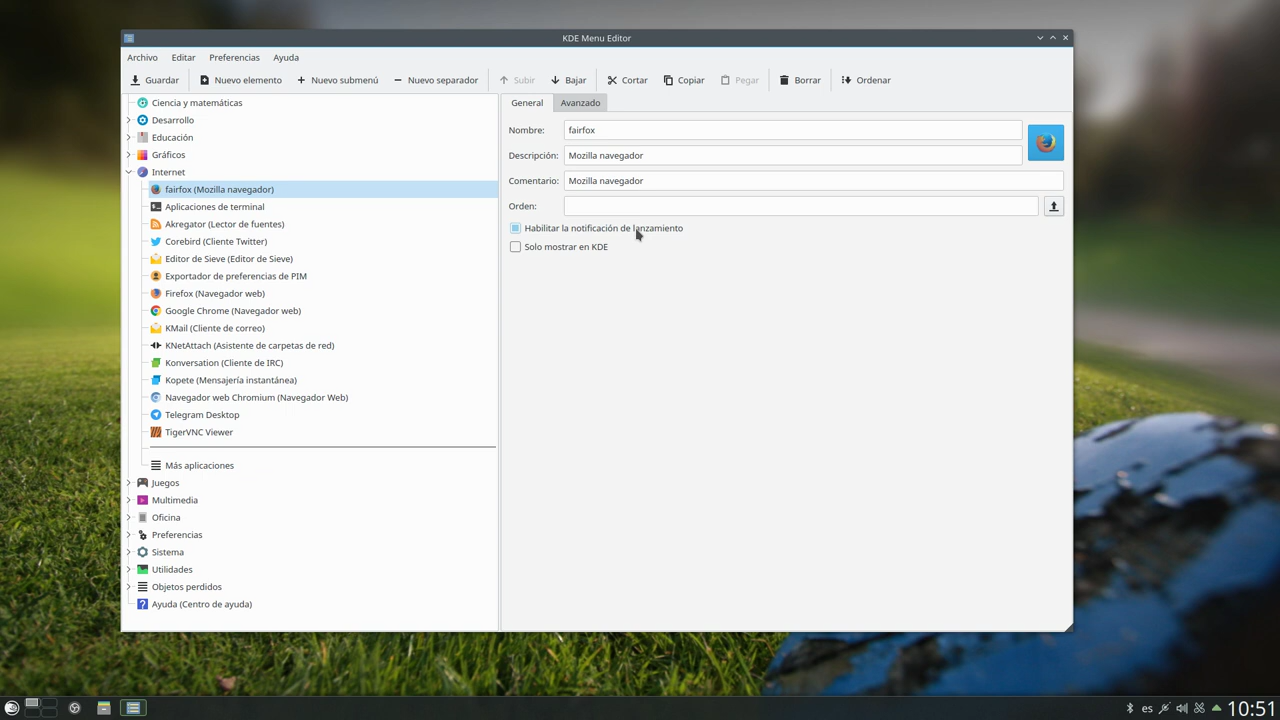 KDE Menu Editor
Archivo Editar Preferencias Ayuda
Guardar Nuevo elemento Nuevo submenú Nuevo separador Subir Bajar Cortar Copiar Pegar Borrar Ordenar
Ciencia y matemáticas
Desarrollo
Educación
Gráficos
Internet
fairfox (Mozilla navegador)
Aplicaciones de terminal
Akregator (Lector de fuentes)
Corebird (Cliente Twitter)
Editor de Sieve (Editor de Sieve)
Exportador de preferencias de PIM
Firefox (Navegador web)
Google Chrome (Navegador web)
KMail (Cliente de correo)
KNetAttach (Asistente de carpetas de red)
Konversation (Cliente de IRC)
Kopete (Mensajería instantánea)
Navegador web Chromium (Navegador Web)
Telegram Desktop
TigerVNC Viewer
Más aplicaciones
Juegos
Multimedia
Oficina
Preferencias
Sistema
Utilidades
Objetos perdidos
Ayuda (Centro de ayuda)
General Avanzado
Nombre: fairfox
Descripción: Mozilla navegador
Comentario: Mozilla navegador
Orden:
Habilitar la notificación de lanzamiento
Solo mostrar en KDE
es 10:51